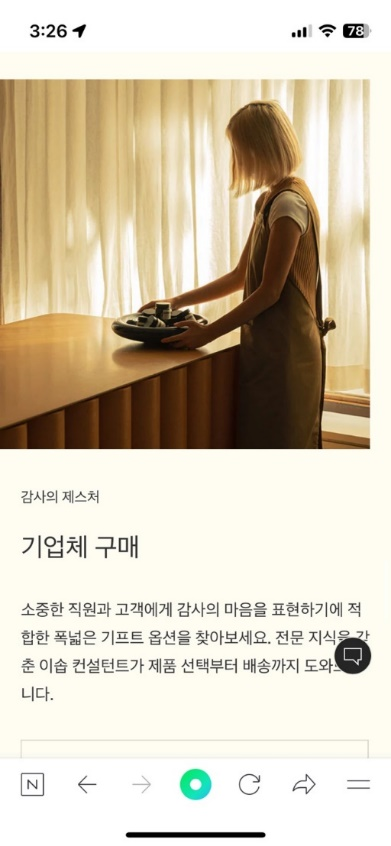 3:26
78
감사의 제스처
기업체 구매
소중한 직원과 고객에게 감사의 마음을 표현하기에 적
합한 폭넓은 기프트 옵션을 찾아보세요. 전문 지식을 갖
춘 이솝 컨설턴트가 제품 선택부터 배송까지
니다.
N